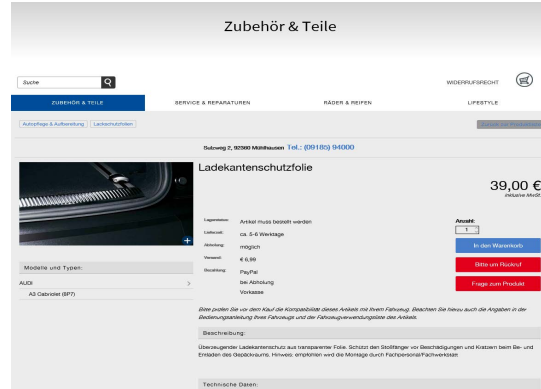 Zubehör & Teile
Suche
WIDERRUFSRECHT
ZUBEHÖR & TEILE
SERVICE & REPARATUREN
RÄDER & REIFEN
LIFESTYLE
Autopflege & Aufbereitung
Lackschutzfolien
Sulzweg 2, 92360 Mühlhausen Tel.: (09185) 94000
Ladekantenschutzfolie
39,00 €
inklusive MwSt.
Lagerstatus: Artikel muss bestellt werden
Lieferzeit: ca. 5-6 Werktage
Abholung: möglich
Versand: € 6,99
Bezahlung: PayPal
bei Abholung
Vorkasse
Anzahl:
1
In den Warenkorb
Bitte um Rückruf
Frage zum Produkt
Modelle und Typen:
AUDI
A3 Cabriolet (8P7)
Bitte prüfen Sie vor dem Kauf die Kompatibilität dieses Artikels mit Ihrem Fahrzeug. Beachten Sie hierzu auch die Angaben in der
Bedienungsanleitung Ihres Fahrzeugs und der Fahrzeugverwendungsliste des Artikels.
Beschreibung:
Überzeugender Ladekantenschutz aus transparenter Folie. Schützt den Stoßfänger vor Beschädigungen und Kratzern beim Be- und
Entladen des Gepäckraums. Hinweis: empfohlen wird die Montage durch Fachpersonal/Fachwerkstatt
Technische Daten: